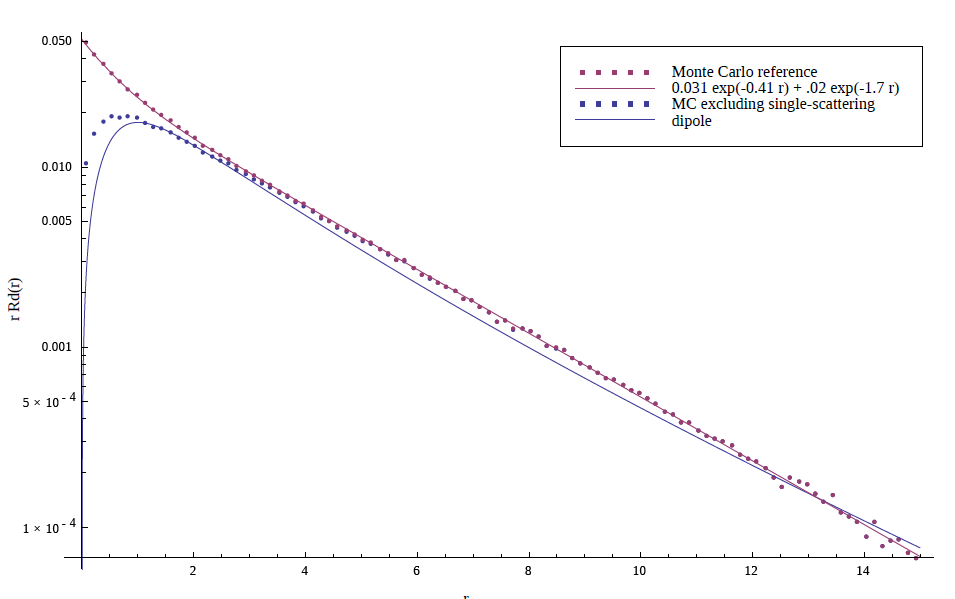 0.050
0.010
0.005
0.001
5 × 10⁻⁴
1 × 10⁻⁴
r Rd(r)
Monte Carlo reference
0.031 exp(-0.41 r) + .02 exp(-1.7 r)
MC excluding single-scattering
dipole
2 4 6 8 10 12 14
r